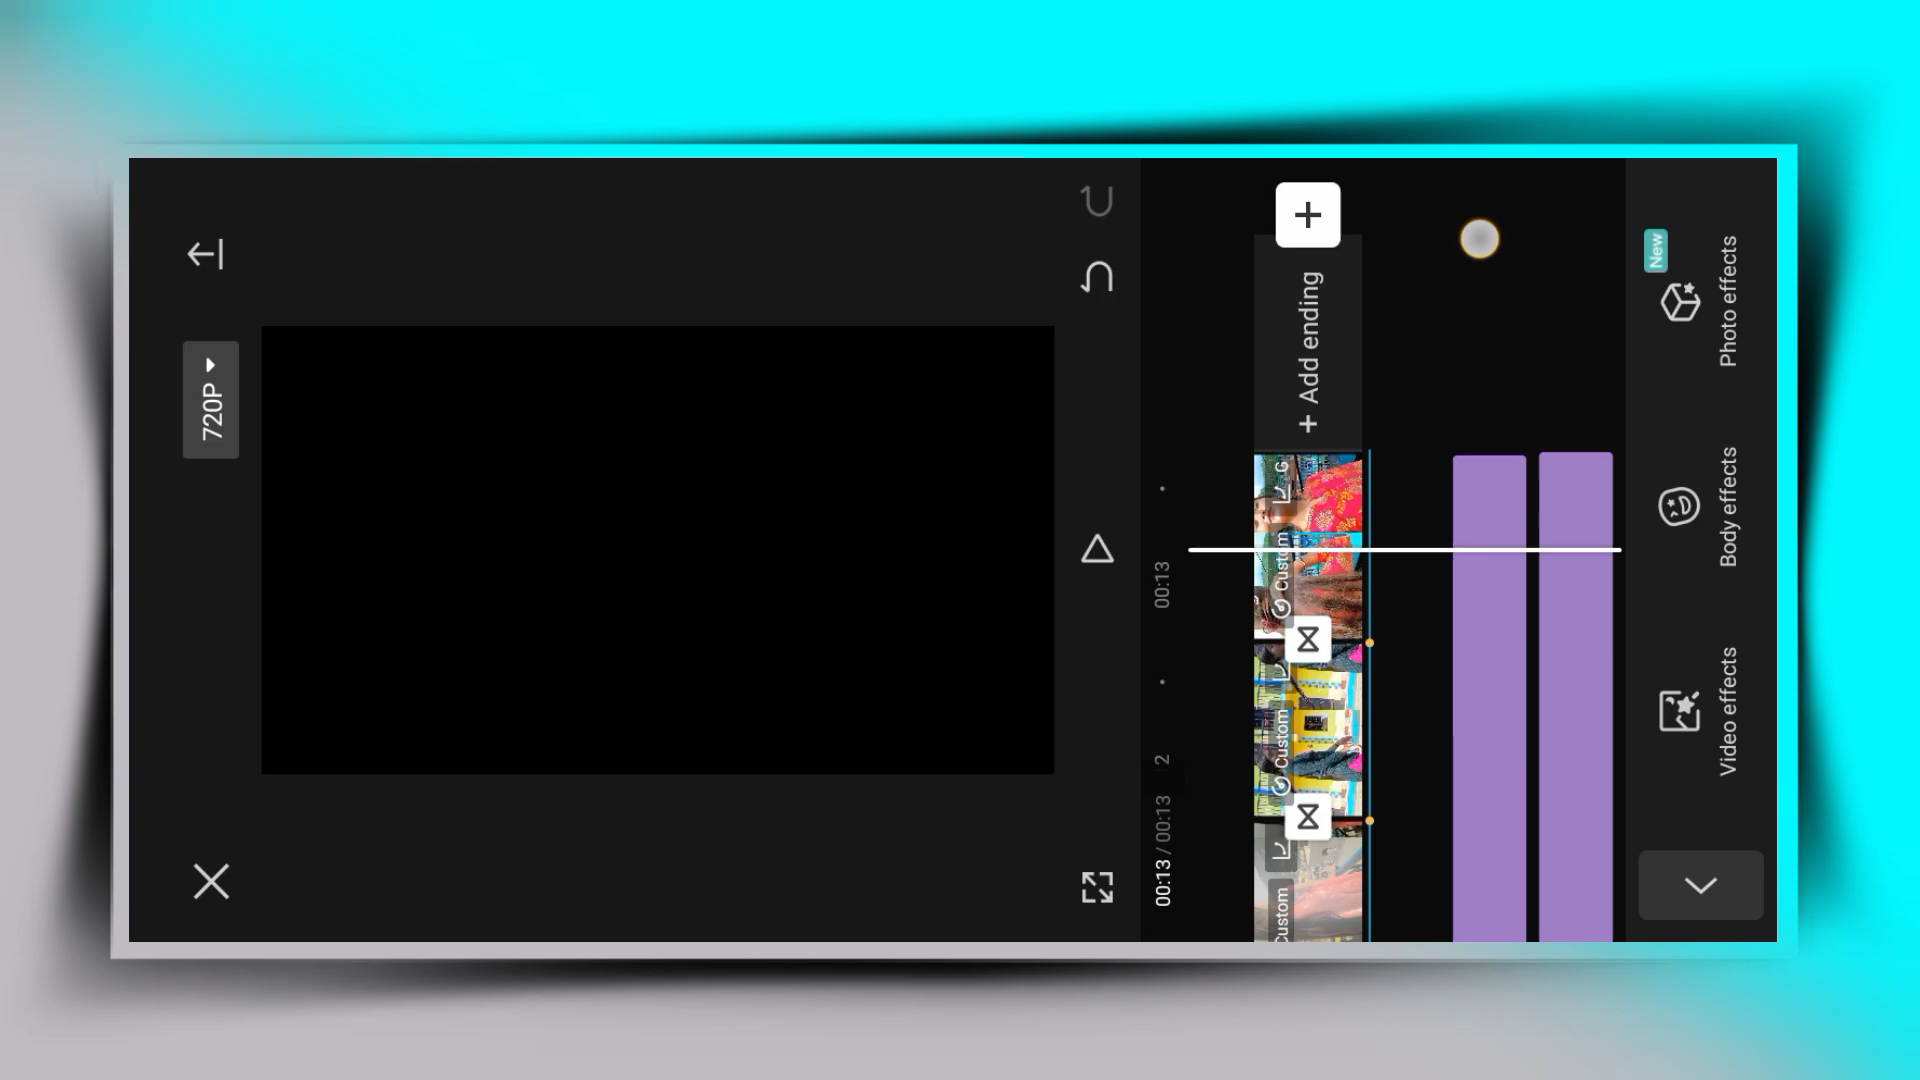 720P
00:13 / 00:13
2
00:13
Custom
Custom
Custom
G
+ Add ending
Video effects
Body effects
Photo effects
New